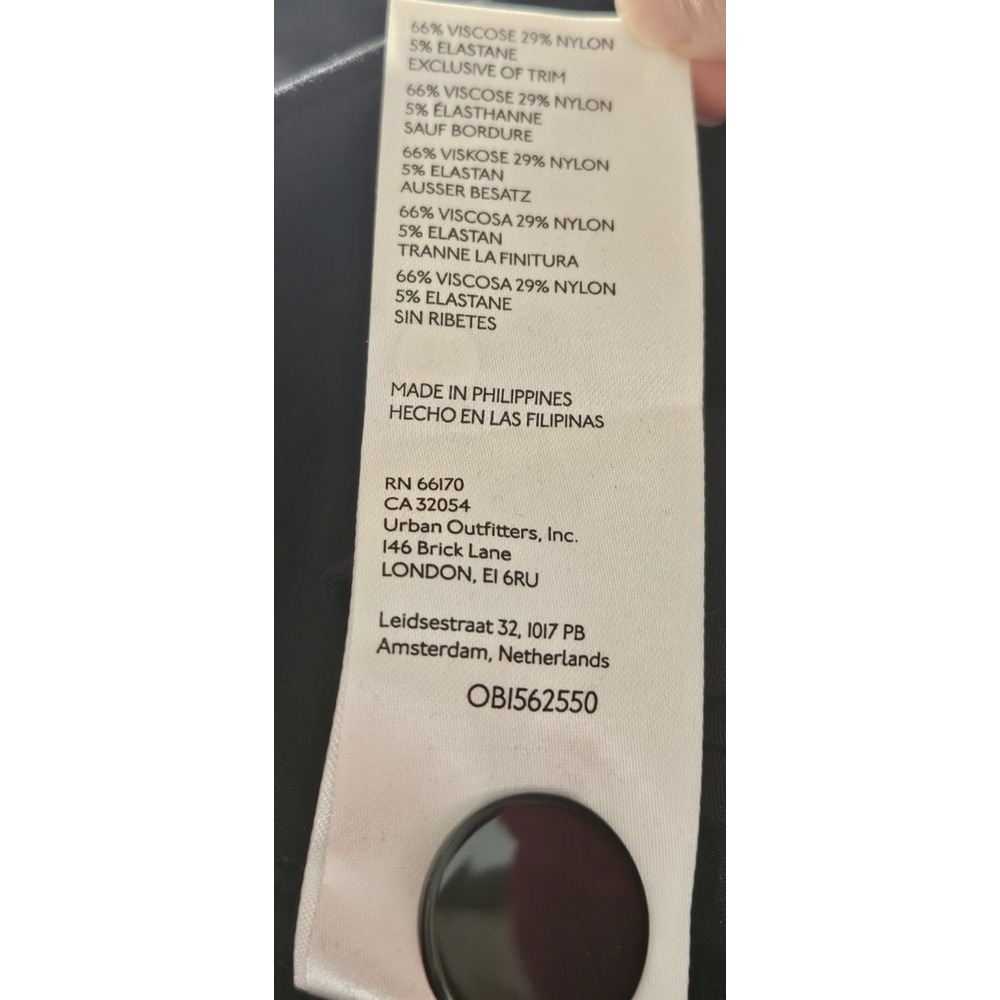 66% VISCOSE 29% NYLON
5% ELASTANE
EXCLUSIVE OF TRIM
66% VISCOSE 29% NYLON
5% ÉLASTHANNE
SAUF BORDURE
66% VISKOSE 29% NYLON
5% ELASTAN
AUSSER BESATZ
66% VISCOSA 29% NYLON
5% ELASTAN
TRANNE LA FINITURA
66% VISCOSA 29% NYLON
5% ELASTANE
SIN RIBETES
MADE IN PHILIPPINES
HECHO EN LAS FILIPINAS
RN 66170
CA 32054
Urban Outfitters, Inc.
146 Brick Lane
LONDON, E1 6RU
Leidsestraat 32, 1017 PB
Amsterdam, Netherlands
OB1562550